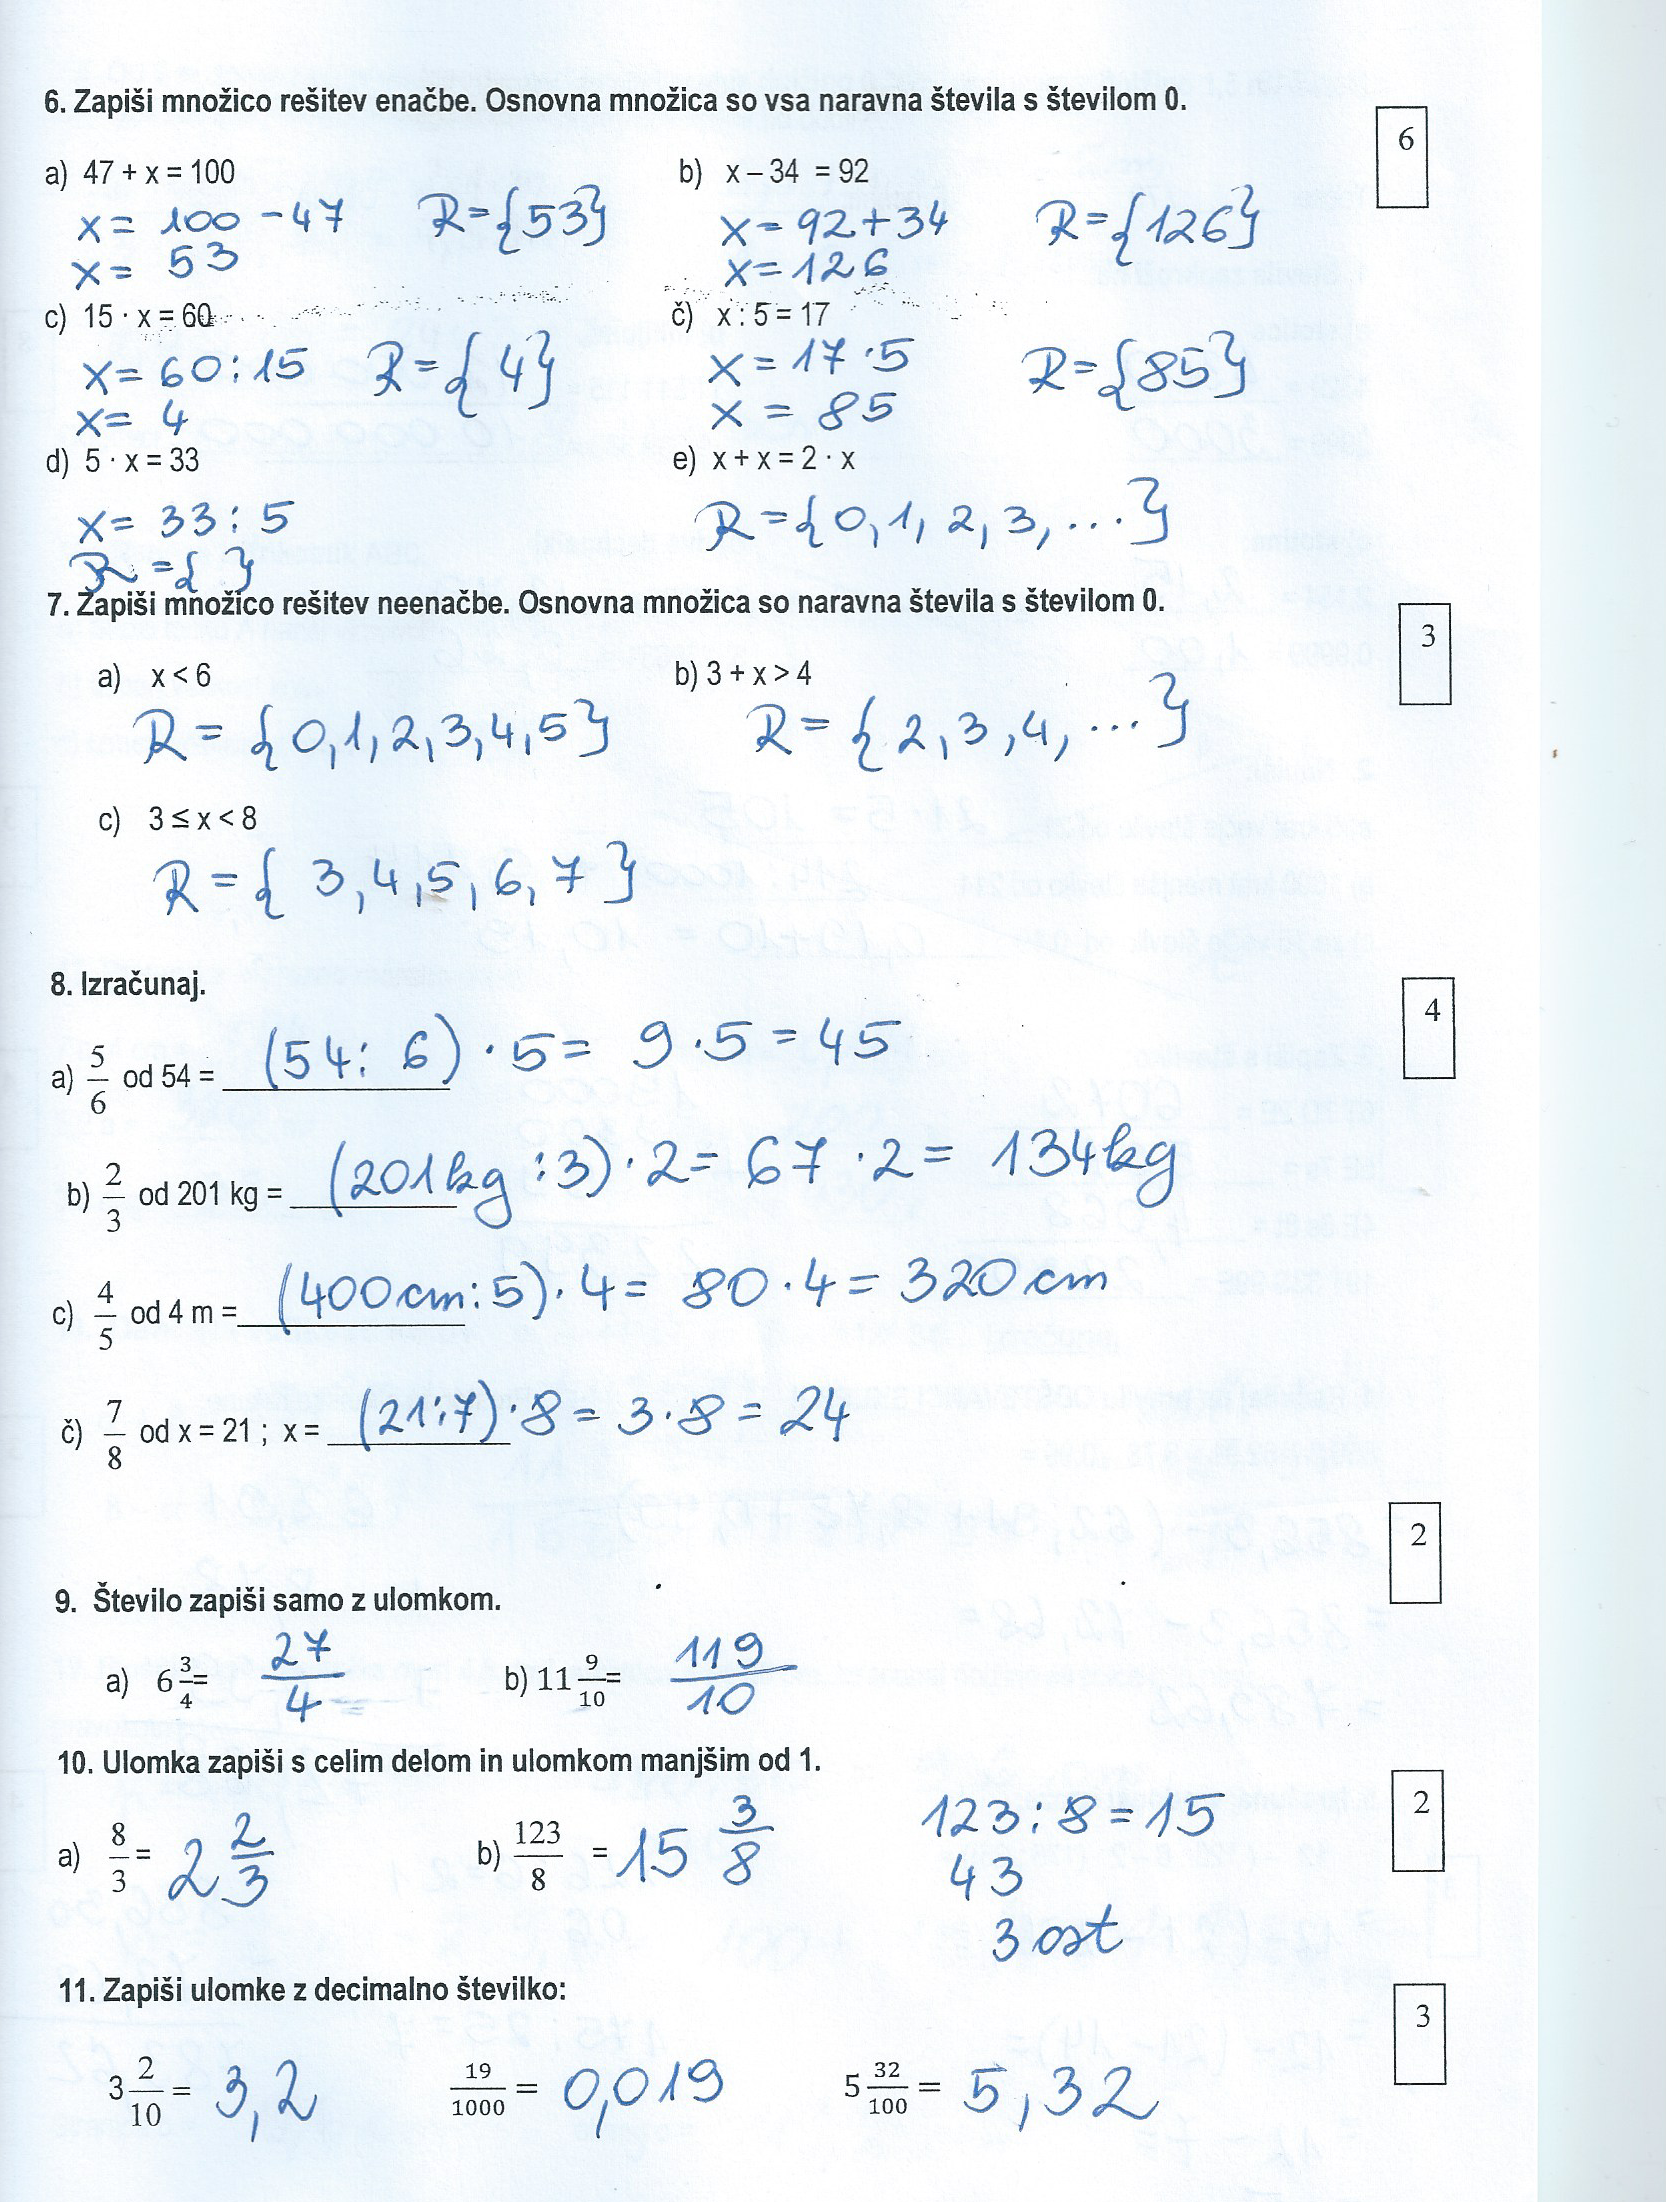 6. Zapiši množico rešitev enačbe. Osnovna množica so vsa naravna števila s številom 0.
6
a) 47 + x = 100
b) x – 34 = 92
x = 100 - 47 R = {53}
x = 92 + 34 R = {126}
x = 53
x = 126
c) 15 · x = 60
č) x : 5 = 17
x = 60 : 15 R = {4}
x = 17 · 5 R = {85}
x = 4
x = 85
d) 5 · x = 33
e) x + x = 2 · x
x = 33 : 5
R = {0, 1, 2, 3, ...}
R = { }
7. Zapiši množico rešitev neenačbe. Osnovna množica so naravna števila s številom 0.
3
a) x < 6
b) 3 + x > 4
R = {0, 1, 2, 3, 4, 5}
R = {2, 3, 4, ...}
c) 3 ≤ x < 8
R = {3, 4, 5, 6, 7}
8. Izračunaj.
4
a) 5/6 od 54 = (54 : 6) · 5 = 9 · 5 = 45
b) 2/3 od 201 kg = (201 kg : 3) · 2 = 67 · 2 = 134 kg
c) 4/5 od 4 m = (400 cm : 5) · 4 = 80 · 4 = 320 cm
č) 7/8 od x = 21 ; x = (21 : 7) · 8 = 3 · 8 = 24
2
9. Število zapiši samo z ulomkom.
a) 6 3/4 = 27/4
b) 11 9/10 = 119/10
10. Ulomka zapiši s celim delom in ulomkom manjšim od 1.
2
a) 8/3 = 2 2/3
b) 123/8 = 15 3/8
123 : 8 = 15
43
3 ost
11. Zapiši ulomke z decimalno številko:
3
3 2/10 = 3,2
19/1000 = 0,019
5 32/100 = 5,32